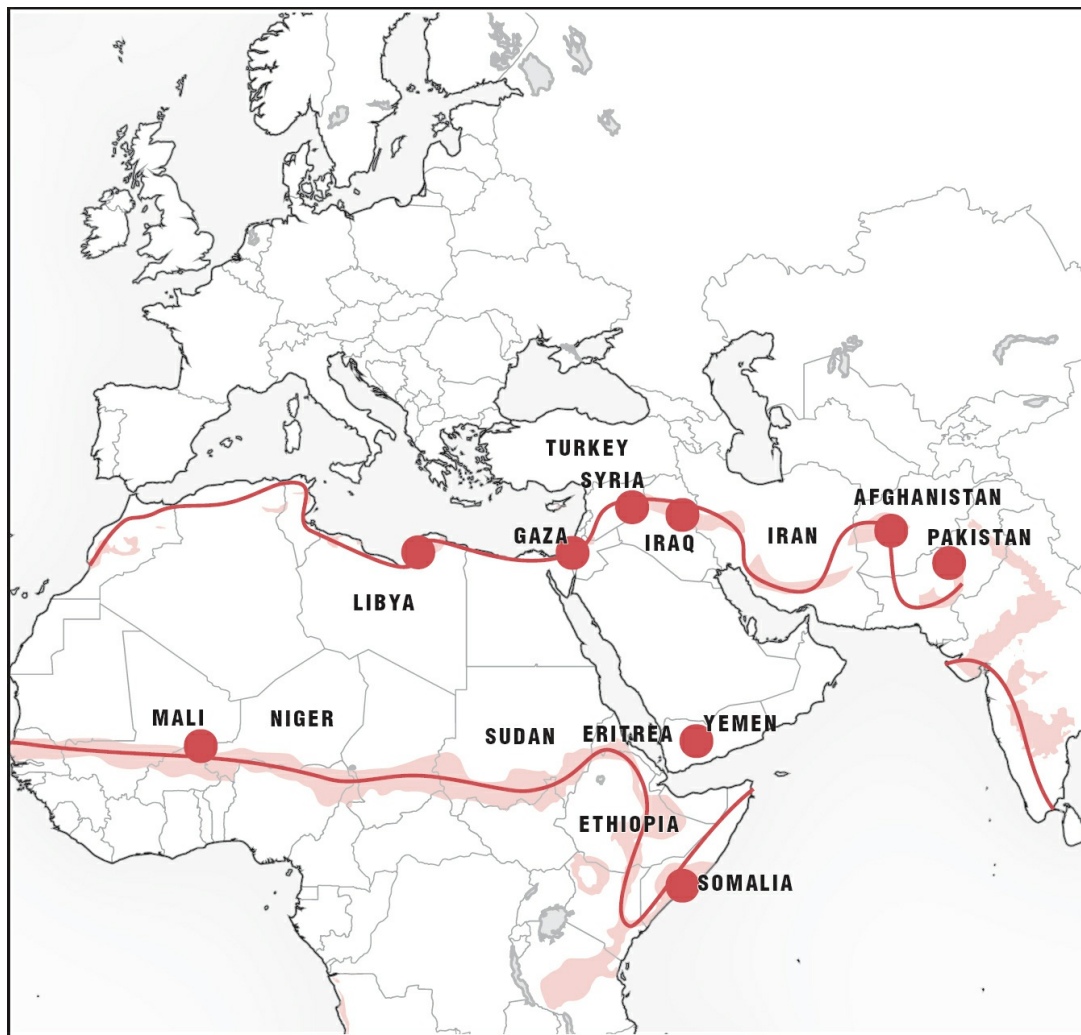 TURKEY
SYRIA
AFGHANISTAN
GAZA
IRAQ
IRAN
PAKISTAN
LIBYA
MALI
NIGER
SUDAN
ERITREA
YEMEN
ETHIOPIA
SOMALIA